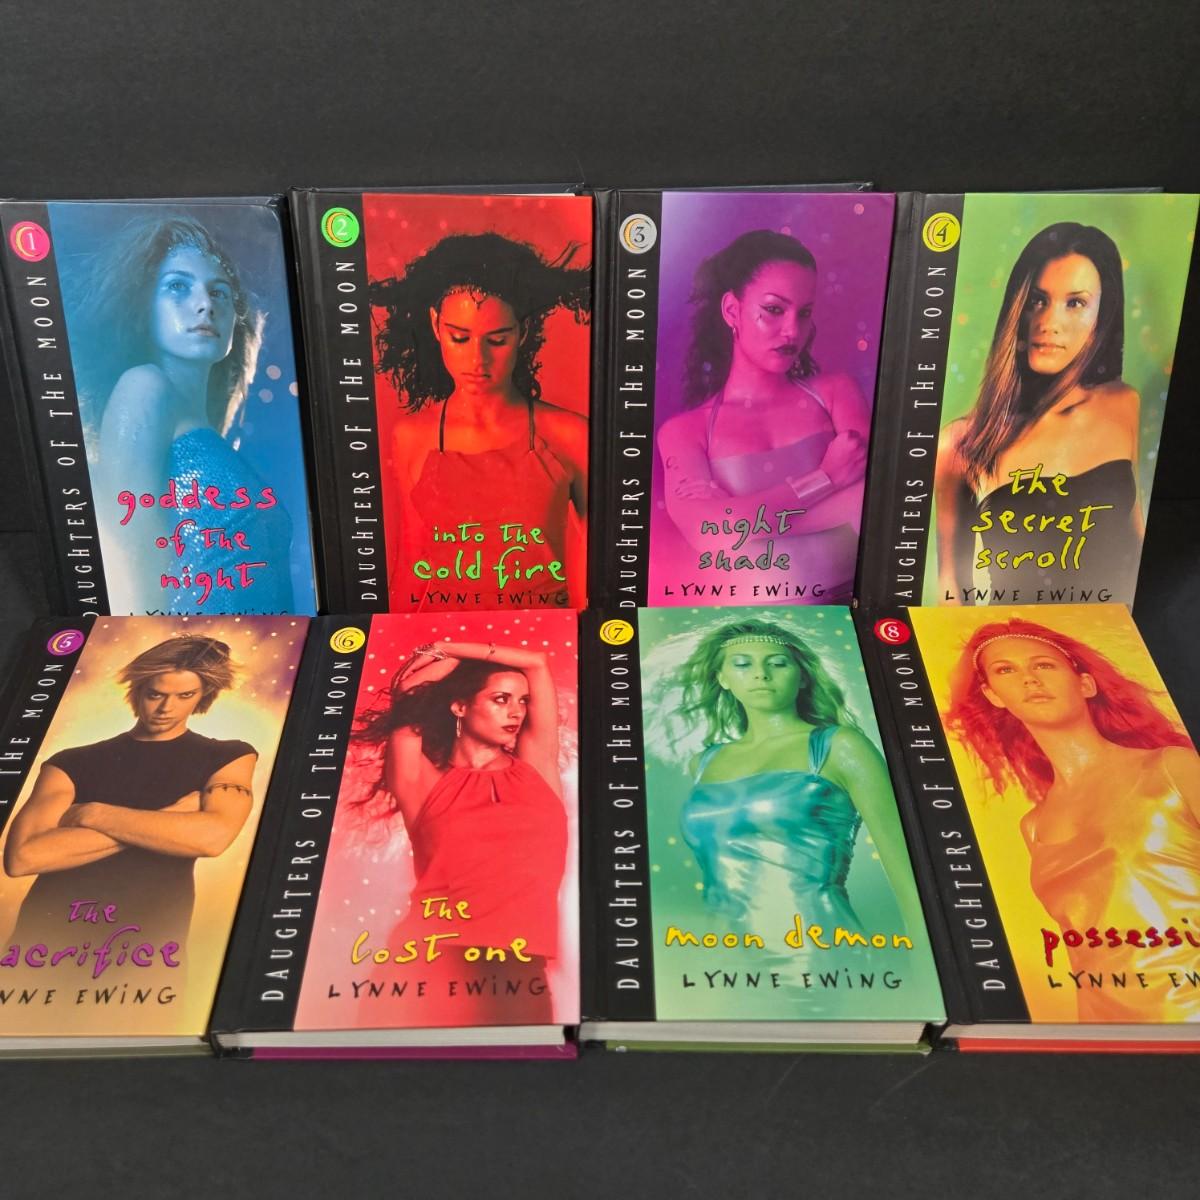 1
DAUGHTERS OF THE MOON
goddess
of the
night
LYNNE EWING
2
DAUGHTERS OF THE MOON
into the
cold fire
LYNNE EWING
3
DAUGHTERS OF THE MOON
night
shade
LYNNE EWING
4
DAUGHTERS OF THE MOON
the
secret
scroll
LYNNE EWING
5
THE MOON
the
acrifice
NNE EWING
6
DAUGHTERS OF THE MOON
the
lost one
LYNNE EWING
7
DAUGHTERS OF THE MOON
moon demon
LYNNE EWING
8
DAUGHTERS OF THE MOON
possessi
LYNNE EW